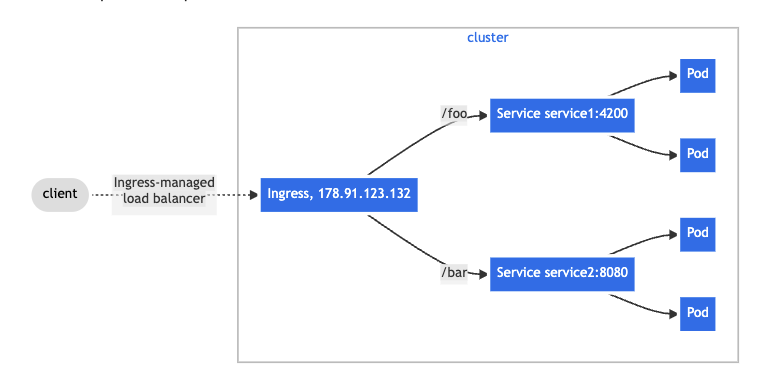 cluster
Pod
/foo
Service service1:4200
Pod
client
Ingress-managed
load balancer
Ingress, 178.91.123.132
Pod
/bar
Service service2:8080
Pod